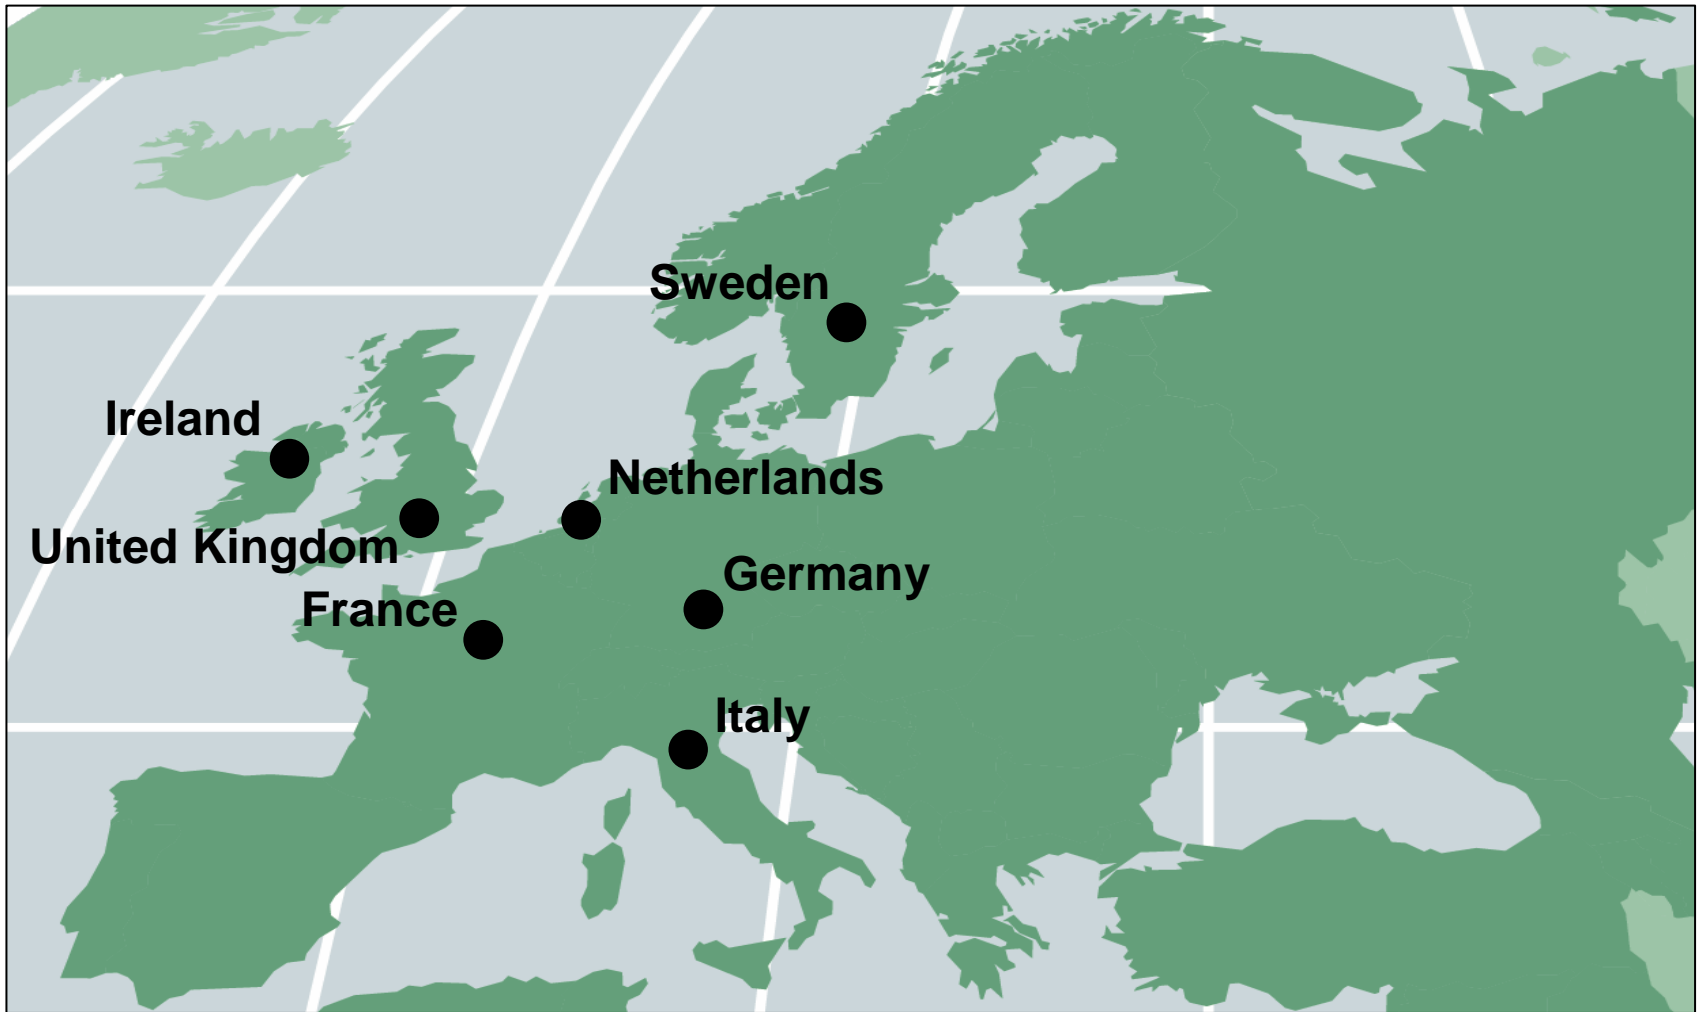 Sweden
Ireland
Netherlands
United Kingdom
Germany
France
Italy